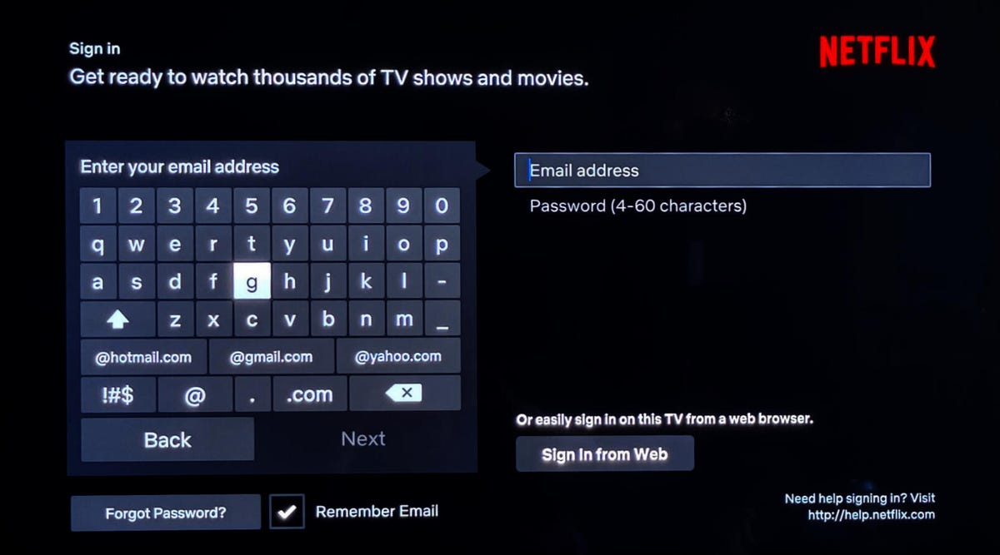 Sign in
NETFLIX
Get ready to watch thousands of TV shows and movies.
Enter your email address
Email address
Password (4-60 characters)
1 2 3 4 5 6 7 8 9 0
q w e r t y u i o p
a s d f g h j k l -
z x c v b n m _
@hotmail.com @gmail.com @yahoo.com
!#$ @ . .com
Back Next
Or easily sign in on this TV from a web browser.
Sign In from Web
Forgot Password? Remember Email
Need help signing in? Visit
http://help.netflix.com